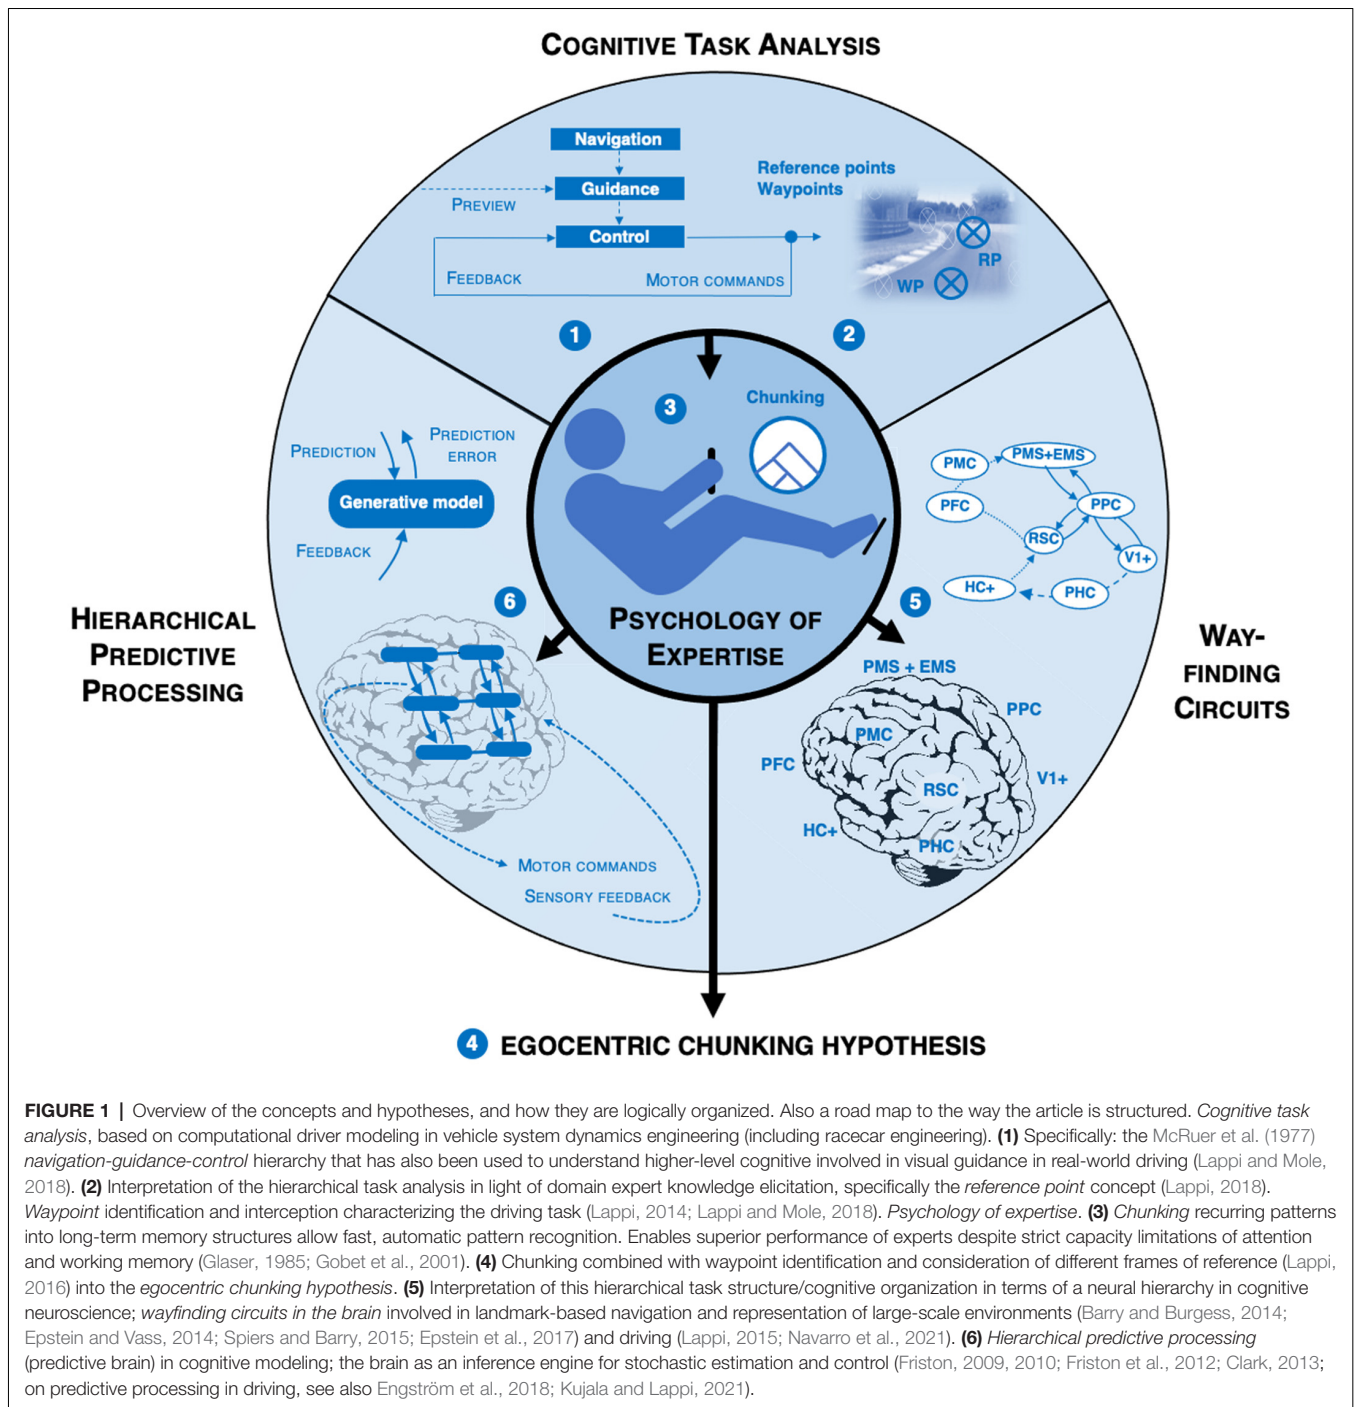 COGNITIVE TASK ANALYSIS
Navigation
Guidance
PREVIEW
Control
FEEDBACK
MOTOR COMMANDS
Reference points
Waypoints
RP
WP
1
2
3
Chunking
PSYCHOLOGY OF
EXPERTISE
PREDICTION
PREDICTION
ERROR
Generative model
FEEDBACK
6
HIERARCHICAL
PREDICTIVE
PROCESSING
MOTOR COMMANDS
SENSORY FEEDBACK
PMC
PMS+EMS
PFC
PPC
RSC
V1+
HC+
PHC
5
WAY-
FINDING
CIRCUITS
PMS + EMS
PPC
PMC
PFC
V1+
RSC
HC+
PHC
4 EGOCENTRIC CHUNKING HYPOTHESIS
FIGURE 1 | Overview of the concepts and hypotheses, and how they are logically organized. Also a road map to the way the article is structured. Cognitive task
analysis, based on computational driver modeling in vehicle system dynamics engineering (including racecar engineering). (1) Specifically: the McRuer et al. (1977)
navigation-guidance-control hierarchy that has also been used to understand higher-level cognitive involved in visual guidance in real-world driving (Lappi and Mole,
2018). (2) Interpretation of the hierarchical task analysis in light of domain expert knowledge elicitation, specifically the reference point concept (Lappi, 2018).
Waypoint identification and interception characterizing the driving task (Lappi, 2014; Lappi and Mole, 2018). Psychology of expertise. (3) Chunking recurring patterns
into long-term memory structures allow fast, automatic pattern recognition. Enables superior performance of experts despite strict capacity limitations of attention
and working memory (Glaser, 1985; Gobet et al., 2001). (4) Chunking combined with waypoint identification and consideration of different frames of reference (Lappi,
2016) into the egocentric chunking hypothesis. (5) Interpretation of this hierarchical task structure/cognitive organization in terms of a neural hierarchy in cognitive
neuroscience; wayfinding circuits in the brain involved in landmark-based navigation and representation of large-scale environments (Barry and Burgess, 2014;
Epstein and Vass, 2014; Spiers and Barry, 2015; Epstein et al., 2017) and driving (Lappi, 2015; Navarro et al., 2021). (6) Hierarchical predictive processing
(predictive brain) in cognitive modeling; the brain as an inference engine for stochastic estimation and control (Friston, 2009, 2010; Friston et al., 2012; Clark, 2013;
on predictive processing in driving, see also Engström et al., 2018; Kujala and Lappi, 2021).